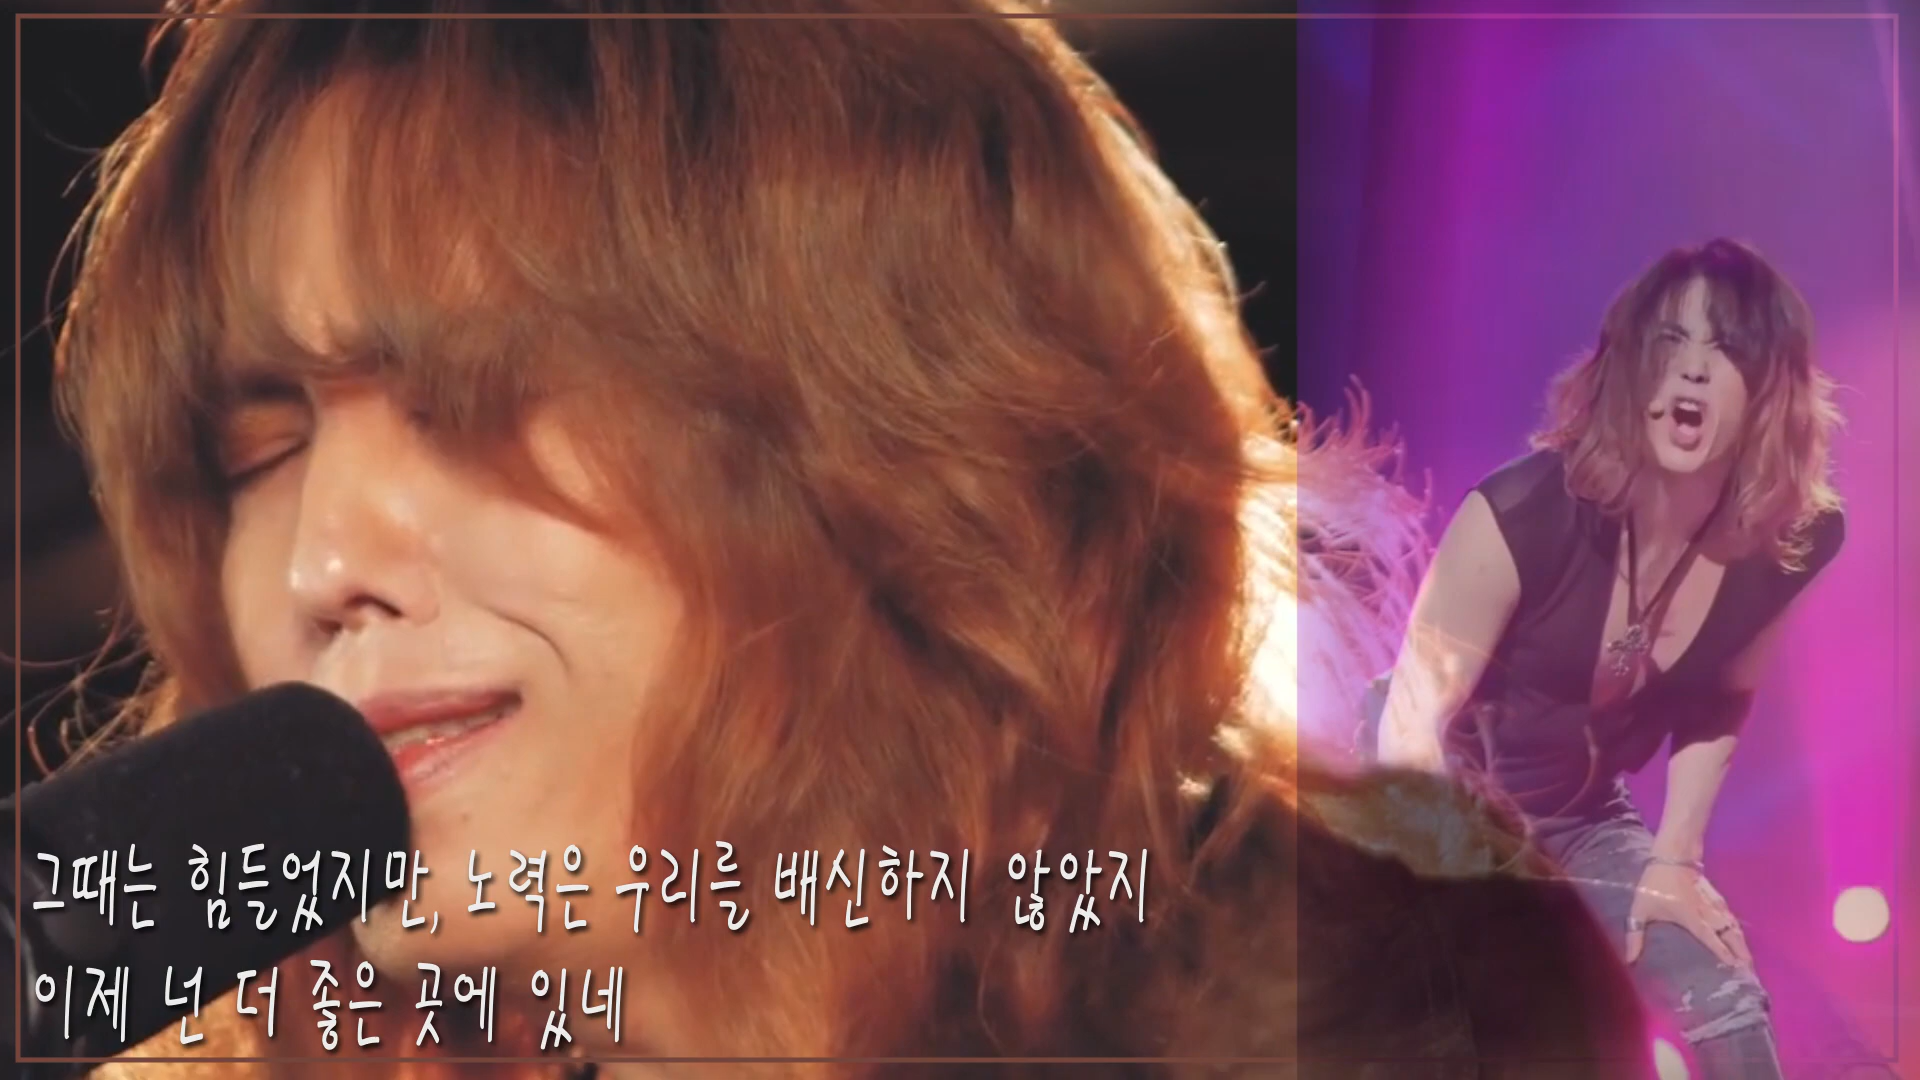 그때는 힘들었지만, 노력은 우리를 배신하지 않았지
이제 넌 더 좋은 곳에 있네